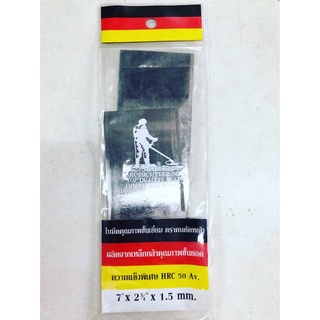 ใบมีดคุณภาพชั้นเยี่ยม ตราคนตัดหญ้า
ผลิตจากเหล็กกล้าคุณภาพชั้นยอด
ความแข็งพิเศษ HRC 50 Av.
7" x 2¾" x 1.5 mm.